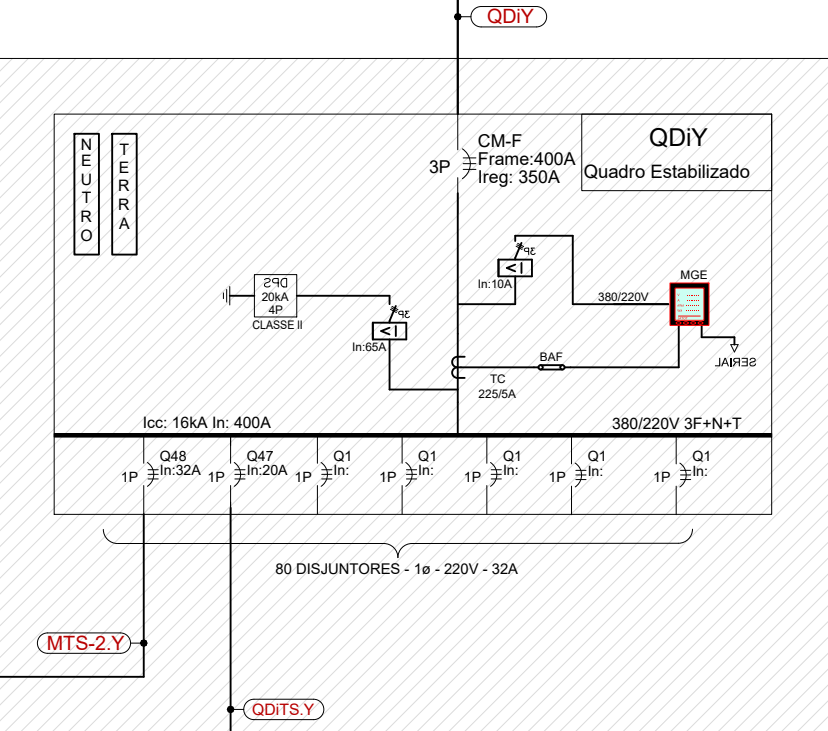 QDiY
NEUTRO
TERRA
QDiY
Quadro Estabilizado
CM-F
3P
Frame:400A
Ireg: 350A
3P
In:10A
380/220V
MGE
SERIAL
DPS
20kA
4P
CLASSE II
3P
In:65A
BAF
TC
225/5A
Icc: 16kA In: 400A
380/220V 3F+N+T
Q48
1P
In:32A
Q47
1P
In:20A
Q1
1P
In:
Q1
1P
In:
Q1
1P
In:
Q1
1P
In:
Q1
1P
In:
80 DISJUNTORES - 1ø - 220V - 32A
MTS-2.Y
QDiTS.Y